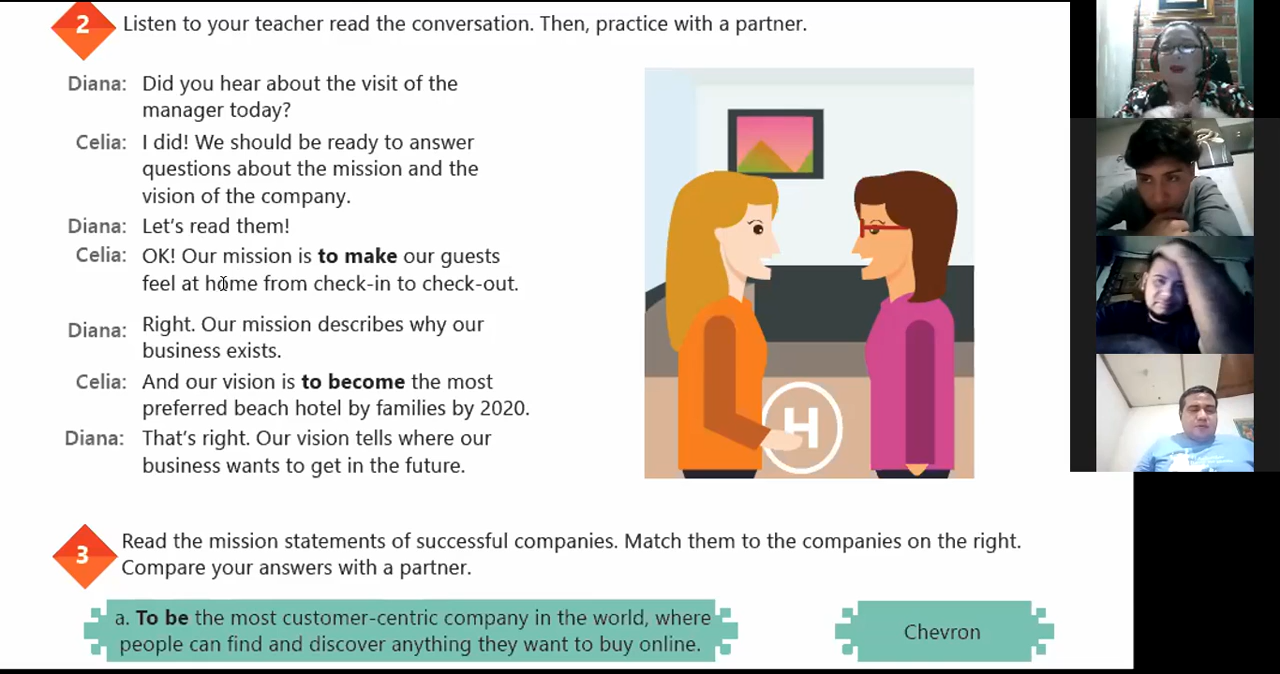 2 Listen to your teacher read the conversation. Then, practice with a partner.
Diana: Did you hear about the visit of the
manager today?
Celia: I did! We should be ready to answer
questions about the mission and the
vision of the company.
Diana: Let's read them!
Celia: OK! Our mission is to make our guests
feel at home from check-in to check-out.
Diana: Right. Our mission describes why our
business exists.
Celia: And our vision is to become the most
preferred beach hotel by families by 2020.
Diana: That's right. Our vision tells where our
business wants to get in the future.
H
3 Read the mission statements of successful companies. Match them to the companies on the right.
Compare your answers with a partner.
a. To be the most customer-centric company in the world, where
people can find and discover anything they want to buy online.
Chevron